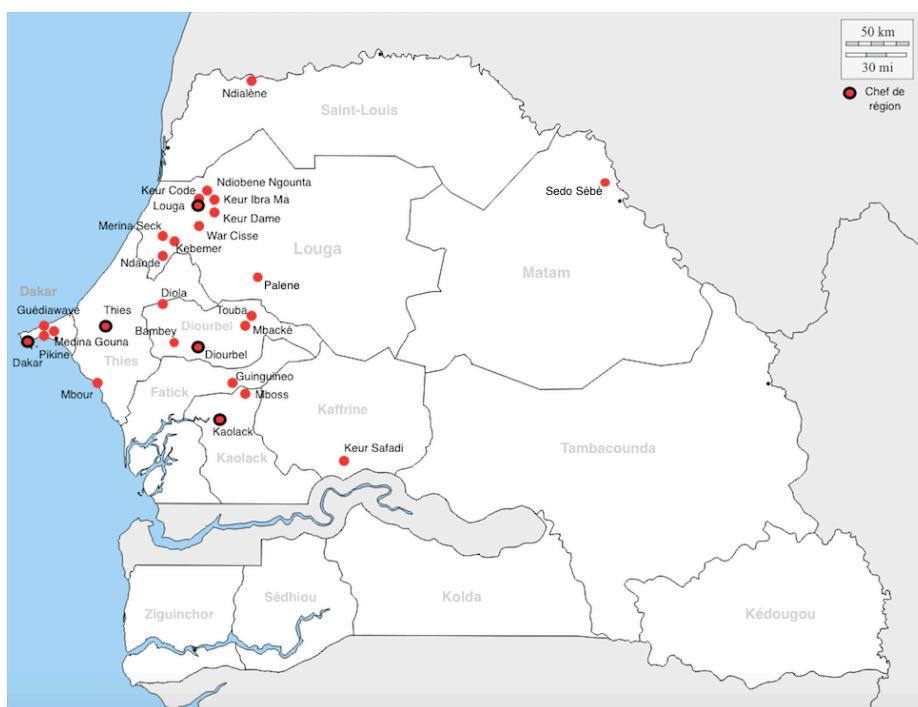 50 km
30 mi
Chef de
région
Ndialène
Saint-Louis
Sedo Sébé
Ndiobene Ngounta
Keur Code
Keur Ibra Ma
Louga
Keur Dame
War Cisse
Merina Seck
Kebemer
Louga
Ndande
Matam
Palene
Dakar
Diola
Guédiawaye
Thies
Touba
Diourbel
Mbacké
Medina Gouna
Bambey
Pikine
Dakar
Thies
Diourbel
Guinguineo
Mbour
Fatick
Mboss
Kaffrine
Kaolack
Keur Safadi
Tambacounda
Kaolack
Sédhiou
Kolda
Ziguinchor
Kédougou